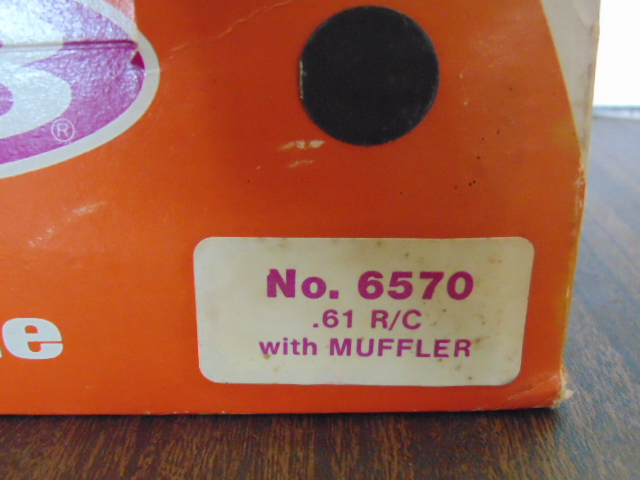 B
®
No. 6570
.61 R/C
with MUFFLER
e